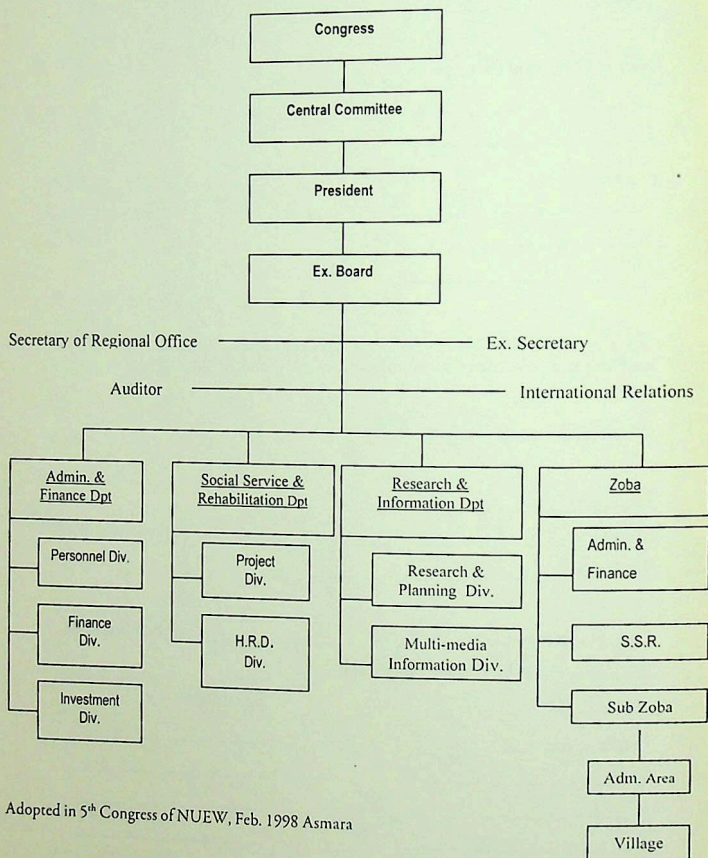 Congress
Central Committee
President
Ex. Board
Secretary of Regional Office
Ex. Secretary
Auditor
International Relations
Admin. &
Finance Dpt
Personnel Div.
Finance
Div.
Investment
Div.
Social Service &
Rehabilitation Dpt
Project
Div.
H.R.D.
Div.
Research &
Information Dpt
Research &
Planning Div.
Multi-media
Information Div.
Zoba
Admin. &
Finance
S.S.R.
Sub Zoba
Adm. Area
Village
Adopted in 5th Congress of NUEW, Feb. 1998 Asmara